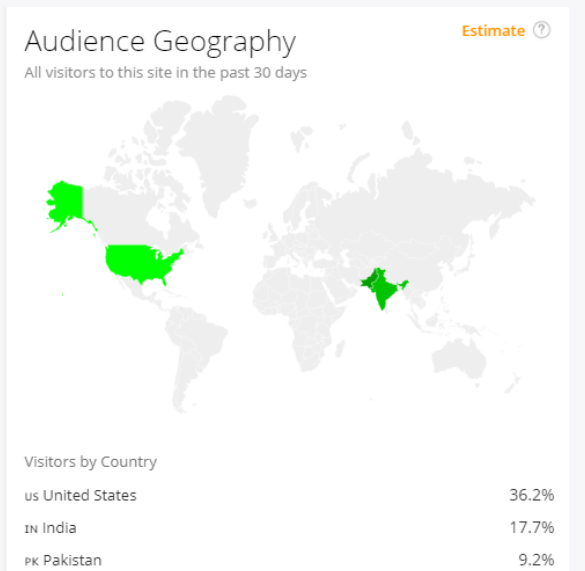 Audience Geography
Estimate ?
All visitors to this site in the past 30 days
Visitors by Country
US United States 36.2%
IN India 17.7%
PK Pakistan 9.2%